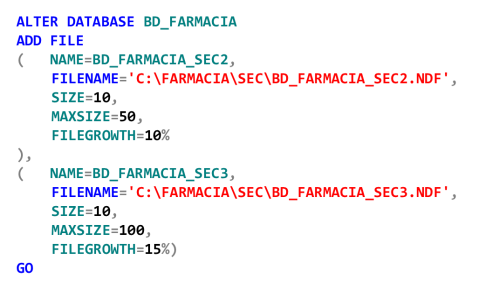 ALTER DATABASE BD_FARMACIA
ADD FILE
(   NAME=BD_FARMACIA_SEC2,
    FILENAME='C:\FARMACIA\SEC\BD_FARMACIA_SEC2.NDF',
    SIZE=10,
    MAXSIZE=50,
    FILEGROWTH=10%
),
(   NAME=BD_FARMACIA_SEC3,
    FILENAME='C:\FARMACIA\SEC\BD_FARMACIA_SEC3.NDF',
    SIZE=10,
    MAXSIZE=100,
    FILEGROWTH=15%)
GO